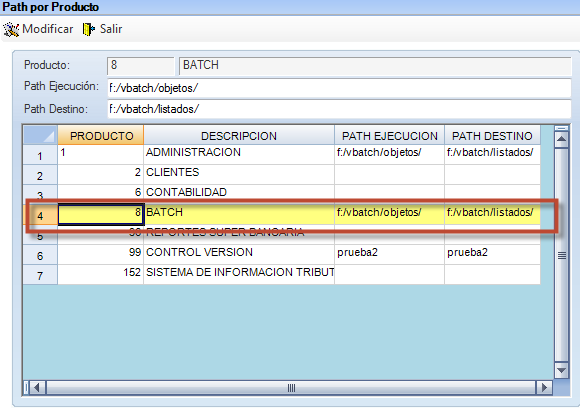 Path por Producto
Modificar Salir
Producto: 8 BATCH
Path Ejecución: f:/vbatch/objetos/
Path Destino: f:/vbatch/listados/
PRODUCTO DESCRIPCION PATH EJECUCION PATH DESTINO
1 1 ADMINISTRACION f:/vbatch/objetos/ f:/vbatch/listados/
2 2 CLIENTES
3 6 CONTABILIDAD
4 8 BATCH f:/vbatch/objetos/ f:/vbatch/listados/
5 REPORTES SUPER BANCARIA
6 99 CONTROL VERSION prueba2 prueba2
7 152 SISTEMA DE INFORMACION TRIBUT